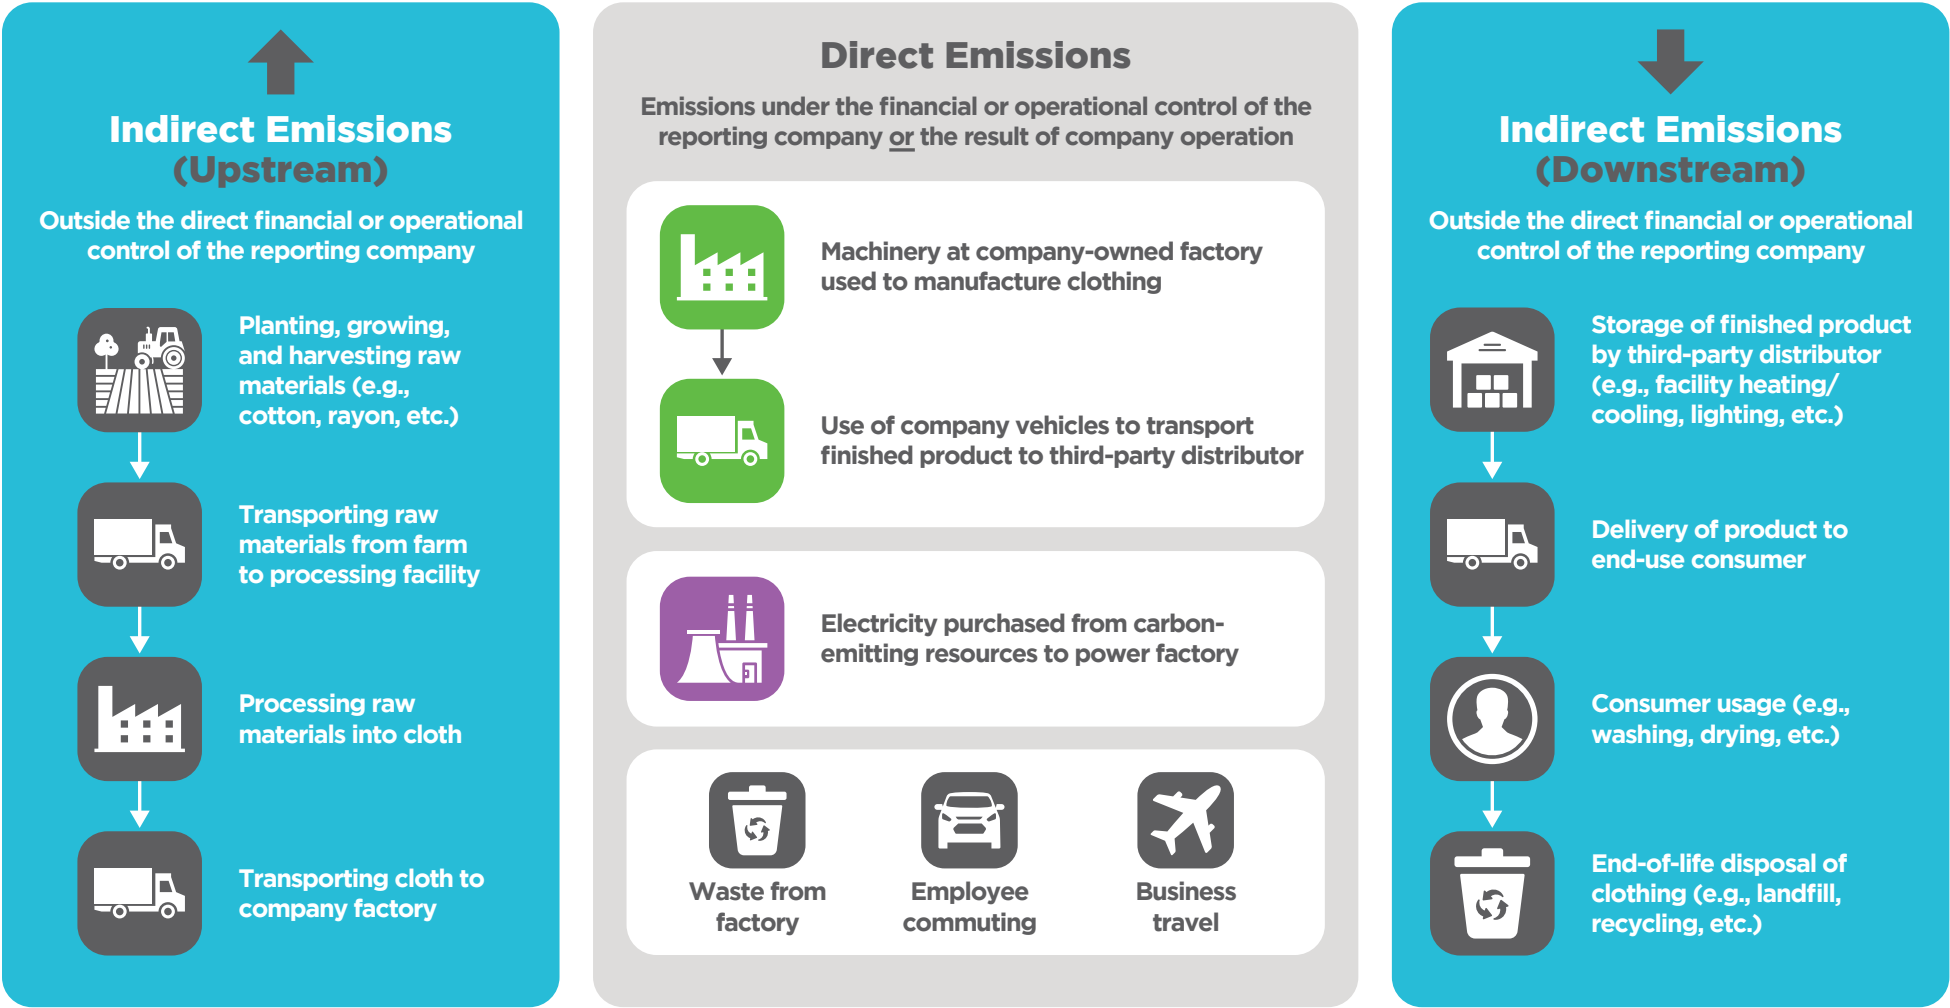 Indirect Emissions
(Upstream)
Outside the direct financial or operational
control of the reporting company
Planting, growing,
and harvesting raw
materials (e.g.,
cotton, rayon, etc.)
Transporting raw
materials from farm
to processing facility
Processing raw
materials into cloth
Transporting cloth to
company factory
Direct Emissions
Emissions under the financial or operational control of the
reporting company or the result of company operation
Machinery at company-owned factory
used to manufacture clothing
Use of company vehicles to transport
finished product to third-party distributor
Electricity purchased from carbon-
emitting resources to power factory
Waste from
factory
Employee
commuting
Business
travel
Indirect Emissions
(Downstream)
Outside the direct financial or operational
control of the reporting company
Storage of finished product
by third-party distributor
(e.g., facility heating/
cooling, lighting, etc.)
Delivery of product to
end-use consumer
Consumer usage (e.g.,
washing, drying, etc.)
End-of-life disposal of
clothing (e.g., landfill,
recycling, etc.)